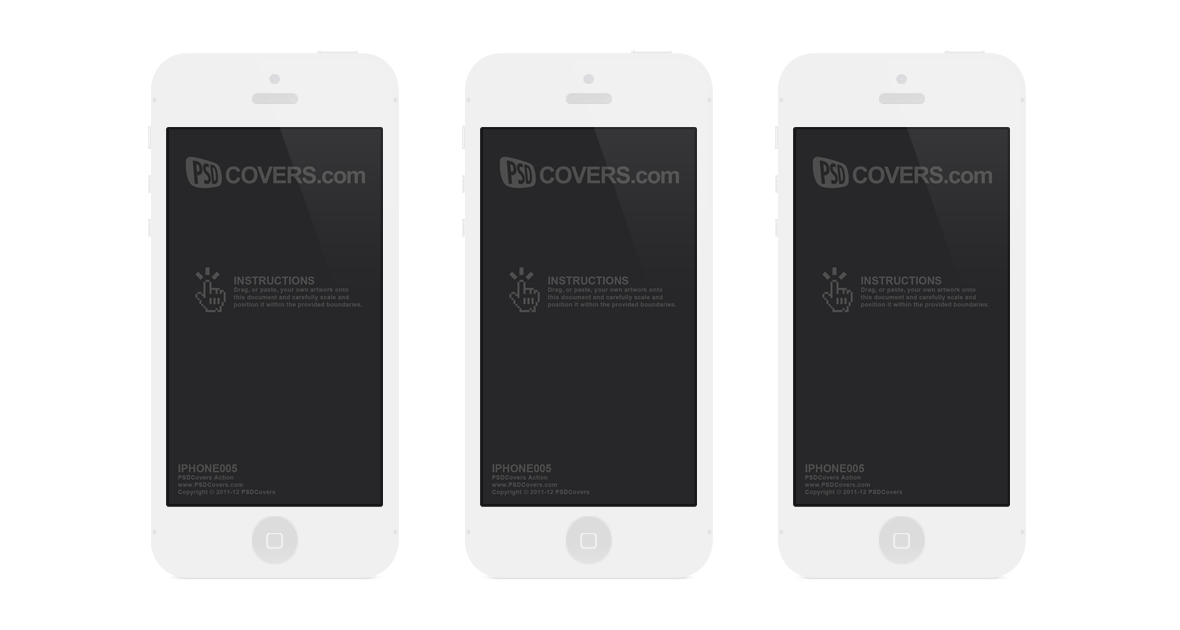 PSD COVERS.com
INSTRUCTIONS
Drag, or paste, your own artwork onto
this document and carefully scale and
position it within the provided boundaries.
IPHONE005
PSDCovers Action
www.PSDCovers.com
Copyright © 2011-12 PSDCovers
PSD COVERS.com
INSTRUCTIONS
Drag, or paste, your own artwork onto
this document and carefully scale and
position it within the provided boundaries.
IPHONE005
PSDCovers Action
www.PSDCovers.com
Copyright © 2011-12 PSDCovers
PSD COVERS.com
INSTRUCTIONS
Drag, or paste, your own artwork onto
this document and carefully scale and
position it within the provided boundaries.
IPHONE005
PSDCovers Action
www.PSDCovers.com
Copyright © 2011-12 PSDCovers